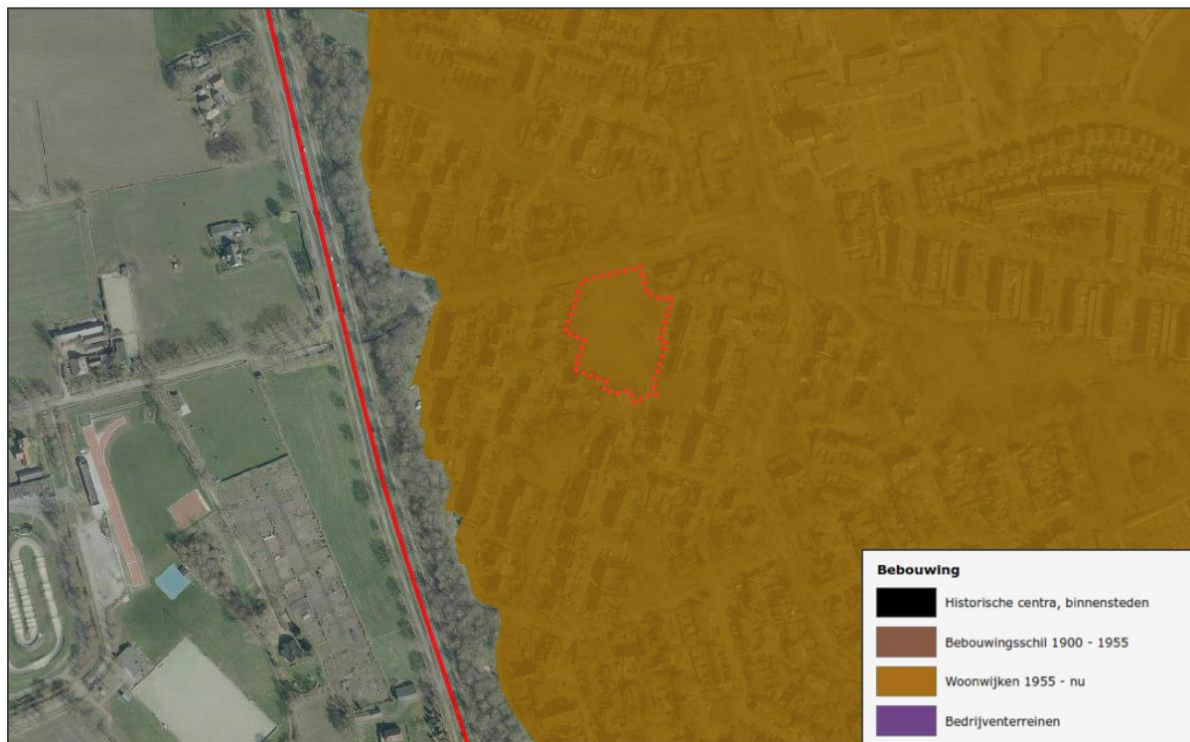 Bebouwing
Historische centra, binnensteden
Bebouwingsschil 1900 - 1955
Woonwijken 1955 - nu
Bedrijventerreinen